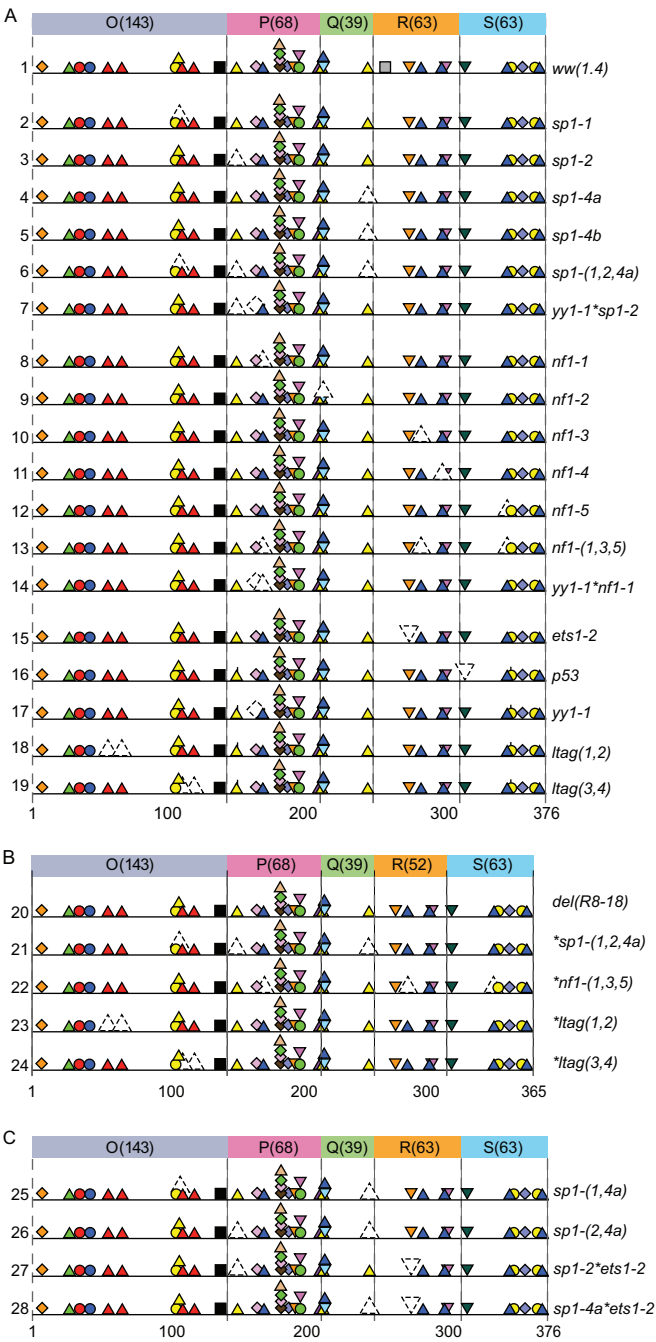 A
O(143) P(68) Q(39) R(63) S(63)
1 ww(1.4)
2 sp1-1
3 sp1-2
4 sp1-4a
5 sp1-4b
6 sp1-(1,2,4a)
7 yy1-1*sp1-2
8 nf1-1
9 nf1-2
10 nf1-3
11 nf1-4
12 nf1-5
13 nf1-(1,3,5)
14 yy1-1*nf1-1
15 ets1-2
16 p53
17 yy1-1
18 ltag(1,2)
19 ltag(3,4)
1 100 200 300 376
B
O(143) P(68) Q(39) R(52) S(63)
20 del(R8-18)
21 *sp1-(1,2,4a)
22 *nf1-(1,3,5)
23 *ltag(1,2)
24 *ltag(3,4)
1 100 200 300 365
C
O(143) P(68) Q(39) R(63) S(63)
25 sp1-(1,4a)
26 sp1-(2,4a)
27 sp1-2*ets1-2
28 sp1-4a*ets1-2
1 100 200 300 376